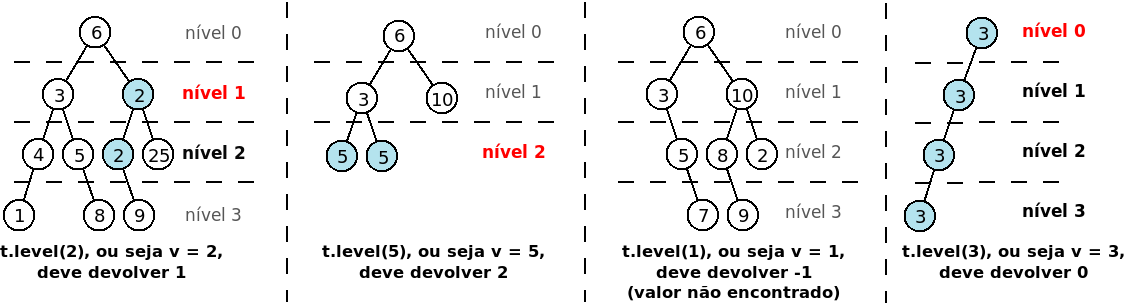 6 nível 0
3 2 nível 1
4 5 2 25 nível 2
1 8 9 nível 3
t.level(2), ou seja v = 2,
deve devolver 1
6 nível 0
3 10 nível 1
5 5 nível 2
t.level(5), ou seja v = 5,
deve devolver 2
6 nível 0
3 10 nível 1
5 8 2 nível 2
7 9 nível 3
t.level(1), ou seja v = 1,
deve devolver -1
(valor não encontrado)
3 nível 0
3 nível 1
3 nível 2
3 nível 3
t.level(3), ou seja v = 3,
deve devolver 0